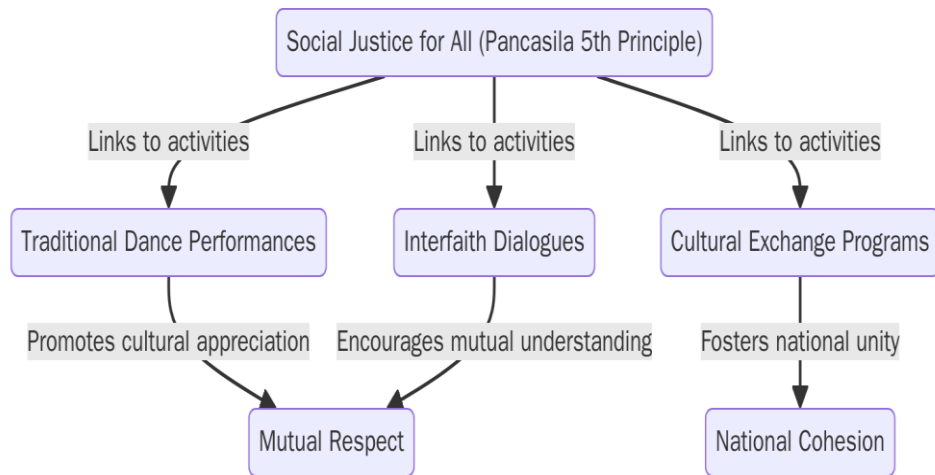 Social Justice for All (Pancasila 5th Principle)
Links to activities
Links to activities
Links to activities
Traditional Dance Performances
Interfaith Dialogues
Cultural Exchange Programs
Promotes cultural appreciation
Encourages mutual understanding
Fosters national unity
Mutual Respect
National Cohesion